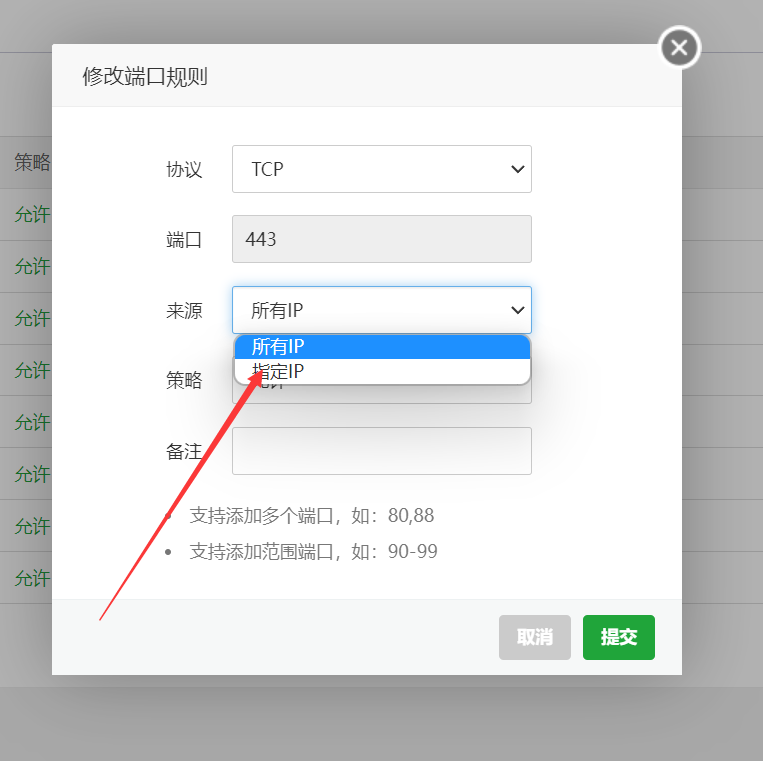 修改端口规则
协议
TCP
策略
端口
443
允许
允许
来源
所有IP
允许
所有IP
指定IP
允许
策略
允许
备注
允许
支持添加多个端口，如：80,88
允许
支持添加范围端口，如：90-99
允许
取消
提交